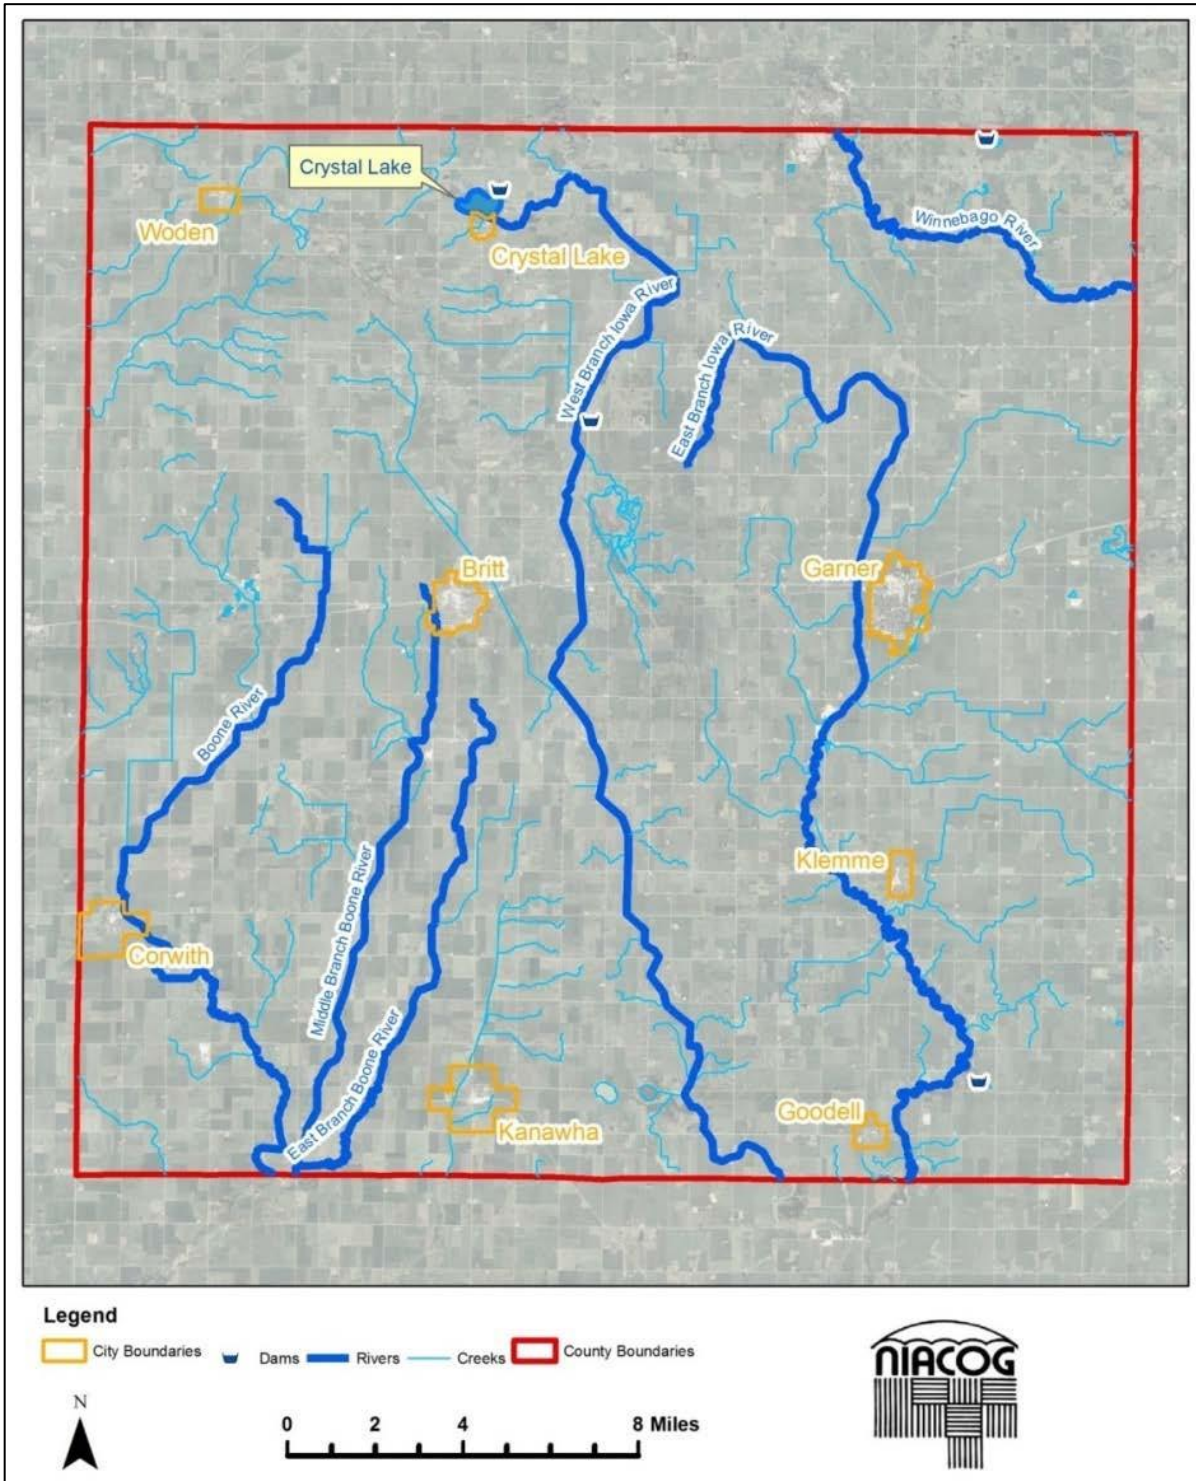 Crystal Lake
Woden
Crystal Lake
Winnebago River
West Branch Iowa River
East Branch Iowa River
Britt
Garner
Boone River
Middle Branch Boone River
Klemme
Corwith
East Branch Boone River
Kanawha
Goodell
Legend
City Boundaries
Dams
Rivers
Creeks
County Boundaries
N
0 2 4 8 Miles
NIACOG